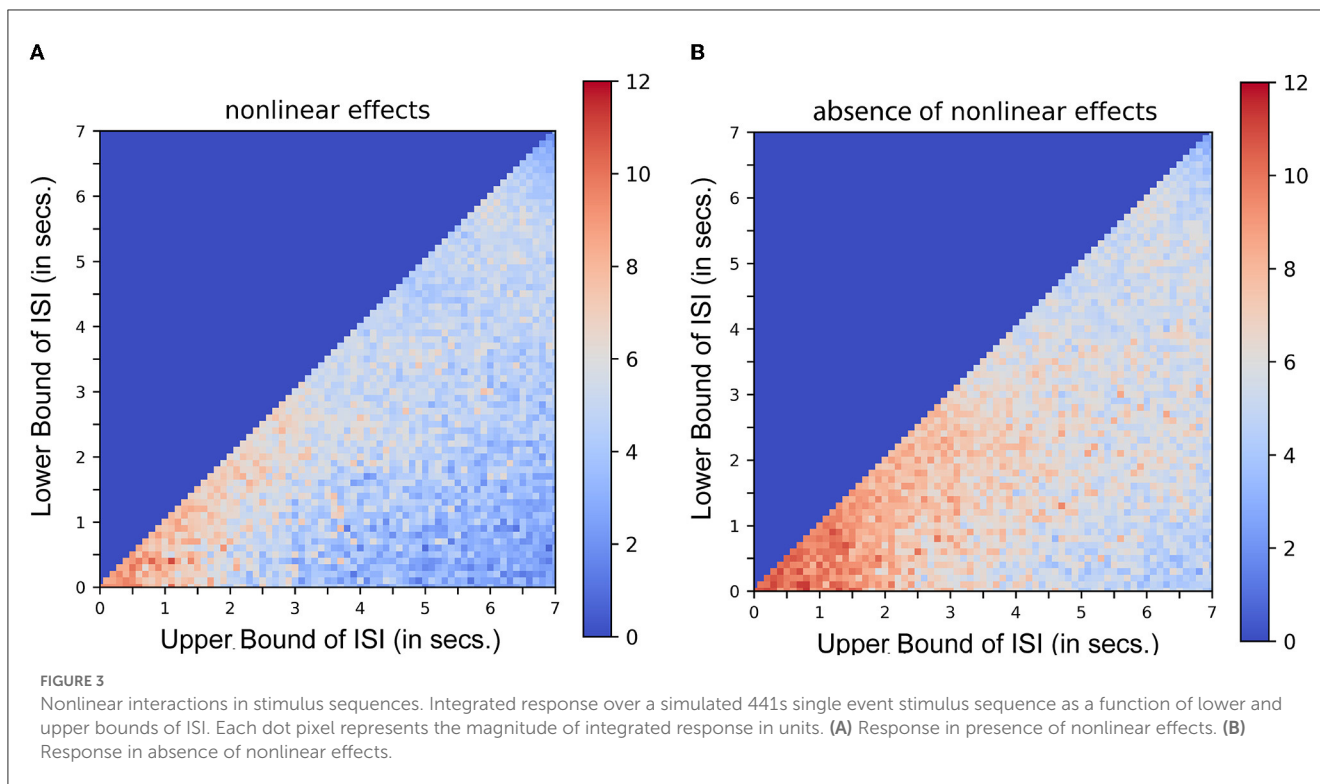 A
B
nonlinear effects
absence of nonlinear effects
12
10
8
6
4
2
0
12
10
8
6
4
2
0
7
6
5
4
3
2
1
0
7
6
5
4
3
2
1
0
Lower Bound of ISI (in secs.)
Lower Bound of ISI (in secs.)
0 1 2 3 4 5 6 7
0 1 2 3 4 5 6 7
Upper Bound of ISI (in secs.)
Upper Bound of ISI (in secs.)
FIGURE 3
Nonlinear interactions in stimulus sequences. Integrated response over a simulated 441s single event stimulus sequence as a function of lower and
upper bounds of ISI. Each dot pixel represents the magnitude of integrated response in units. (A) Response in presence of nonlinear effects. (B)
Response in absence of nonlinear effects.